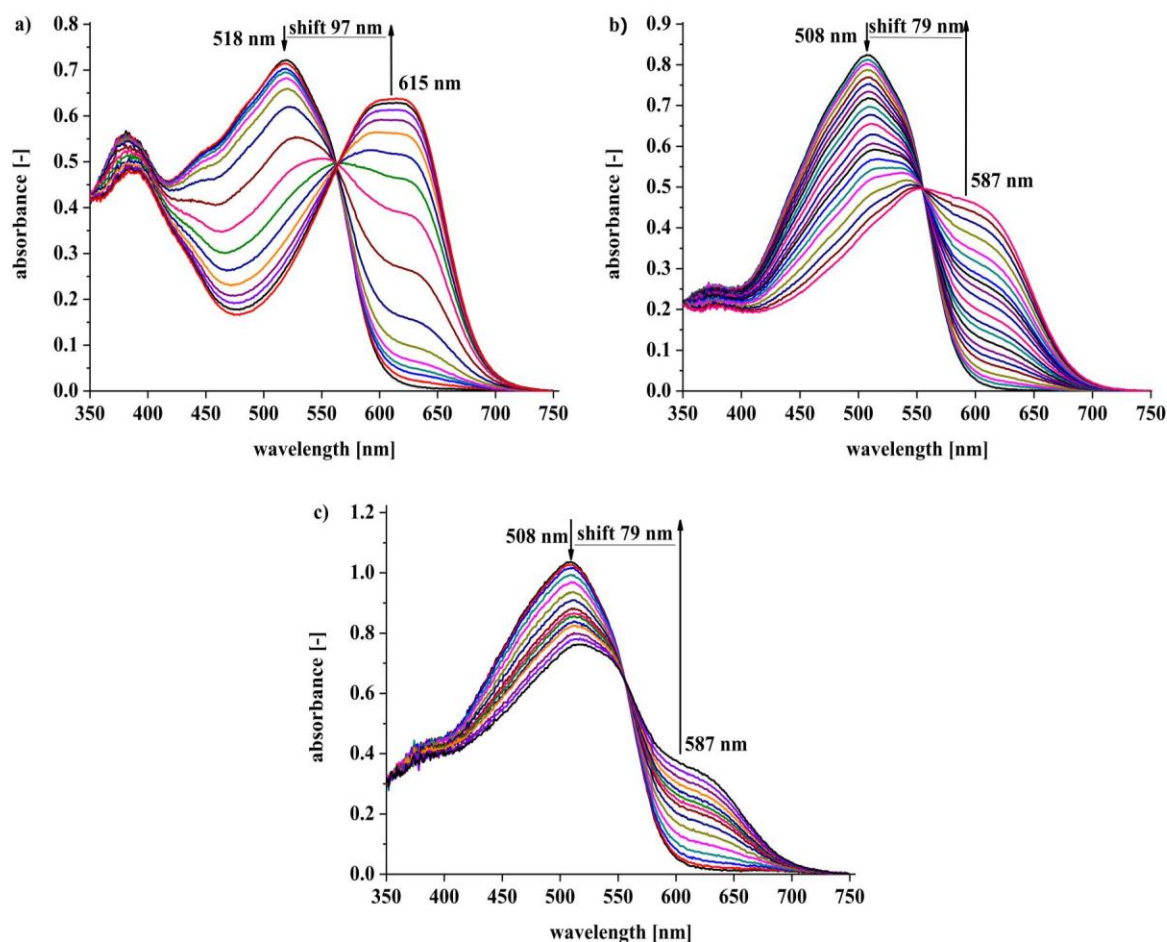 a)
518 nm
shift 97 nm
615 nm
0.8
0.7
0.6
0.5
0.4
0.3
0.2
0.1
0.0
absorbance [-]
350 400 450 500 550 600 650 700 750
wavelength [nm]
b)
508 nm
shift 79 nm
587 nm
0.9
0.8
0.7
0.6
0.5
0.4
0.3
0.2
0.1
0.0
absorbance [-]
350 400 450 500 550 600 650 700 750
wavelength [nm]
c)
508 nm
shift 79 nm
587 nm
1.2
1.0
0.8
0.6
0.4
0.2
0.0
absorbance [-]
350 400 450 500 550 600 650 700 750
wavelength [nm]